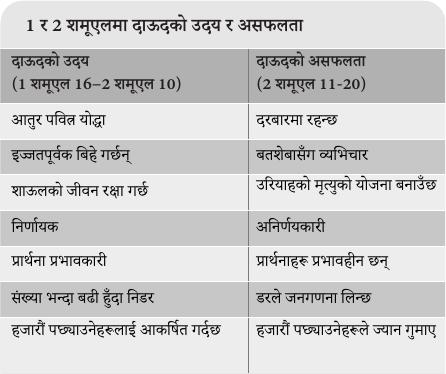 1 र 2 शमूएलमा दाऊदको उदय र असफलता
दाऊदको उदय दाऊदको असफलता
(1 शमूएल 16–2 शमूएल 10) (2 शमूएल 11-20)
आतुर पवित्र योद्धा दरबारमा रहन्छ
इज्जतपूर्वक बिहे गर्छन् बतशेबासँग व्यभिचार
शाऊलको जीवन रक्षा गर्छ उरियाहको मृत्युको योजना बनाउँछ
निर्णायक अनिर्णयकारी
प्रार्थना प्रभावकारी प्रार्थनाहरू प्रभावहीन छन्
संख्या भन्दा बढी हुँदा निडर डरले जनगणना लिन्छ
हजारौं पछ्याउनेहरूलाई आकर्षित गर्दछ हजारौं पछ्याउनेहरूले ज्यान गुमाए